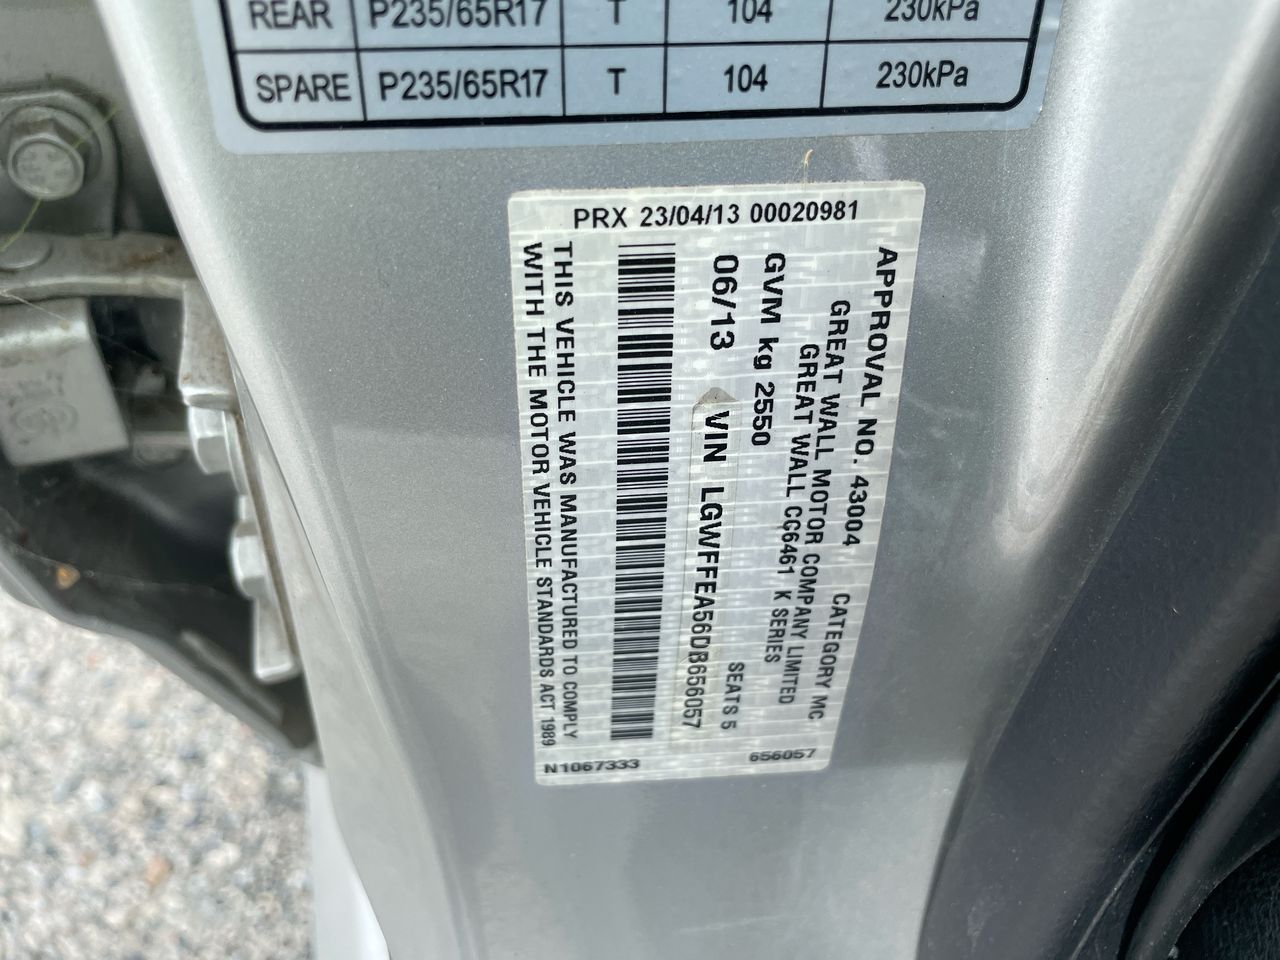 REAR P235/65R17 T 104 230kPa
SPARE P235/65R17 T 104 230kPa
PRX 23/04/13 00020981
APPROVAL NO. 43004 CATEGORY MC
GREAT WALL MOTOR COMPANY LIMITED
GREAT WALL CC6461 K SERIES
GVM kg 2550 SEATS 5
06/13 VIN LGWFFEA56DB656057
THIS VEHICLE WAS MANUFACTURED TO COMPLY
WITH THE MOTOR VEHICLE STANDARDS ACT 1989
N1067333 656057